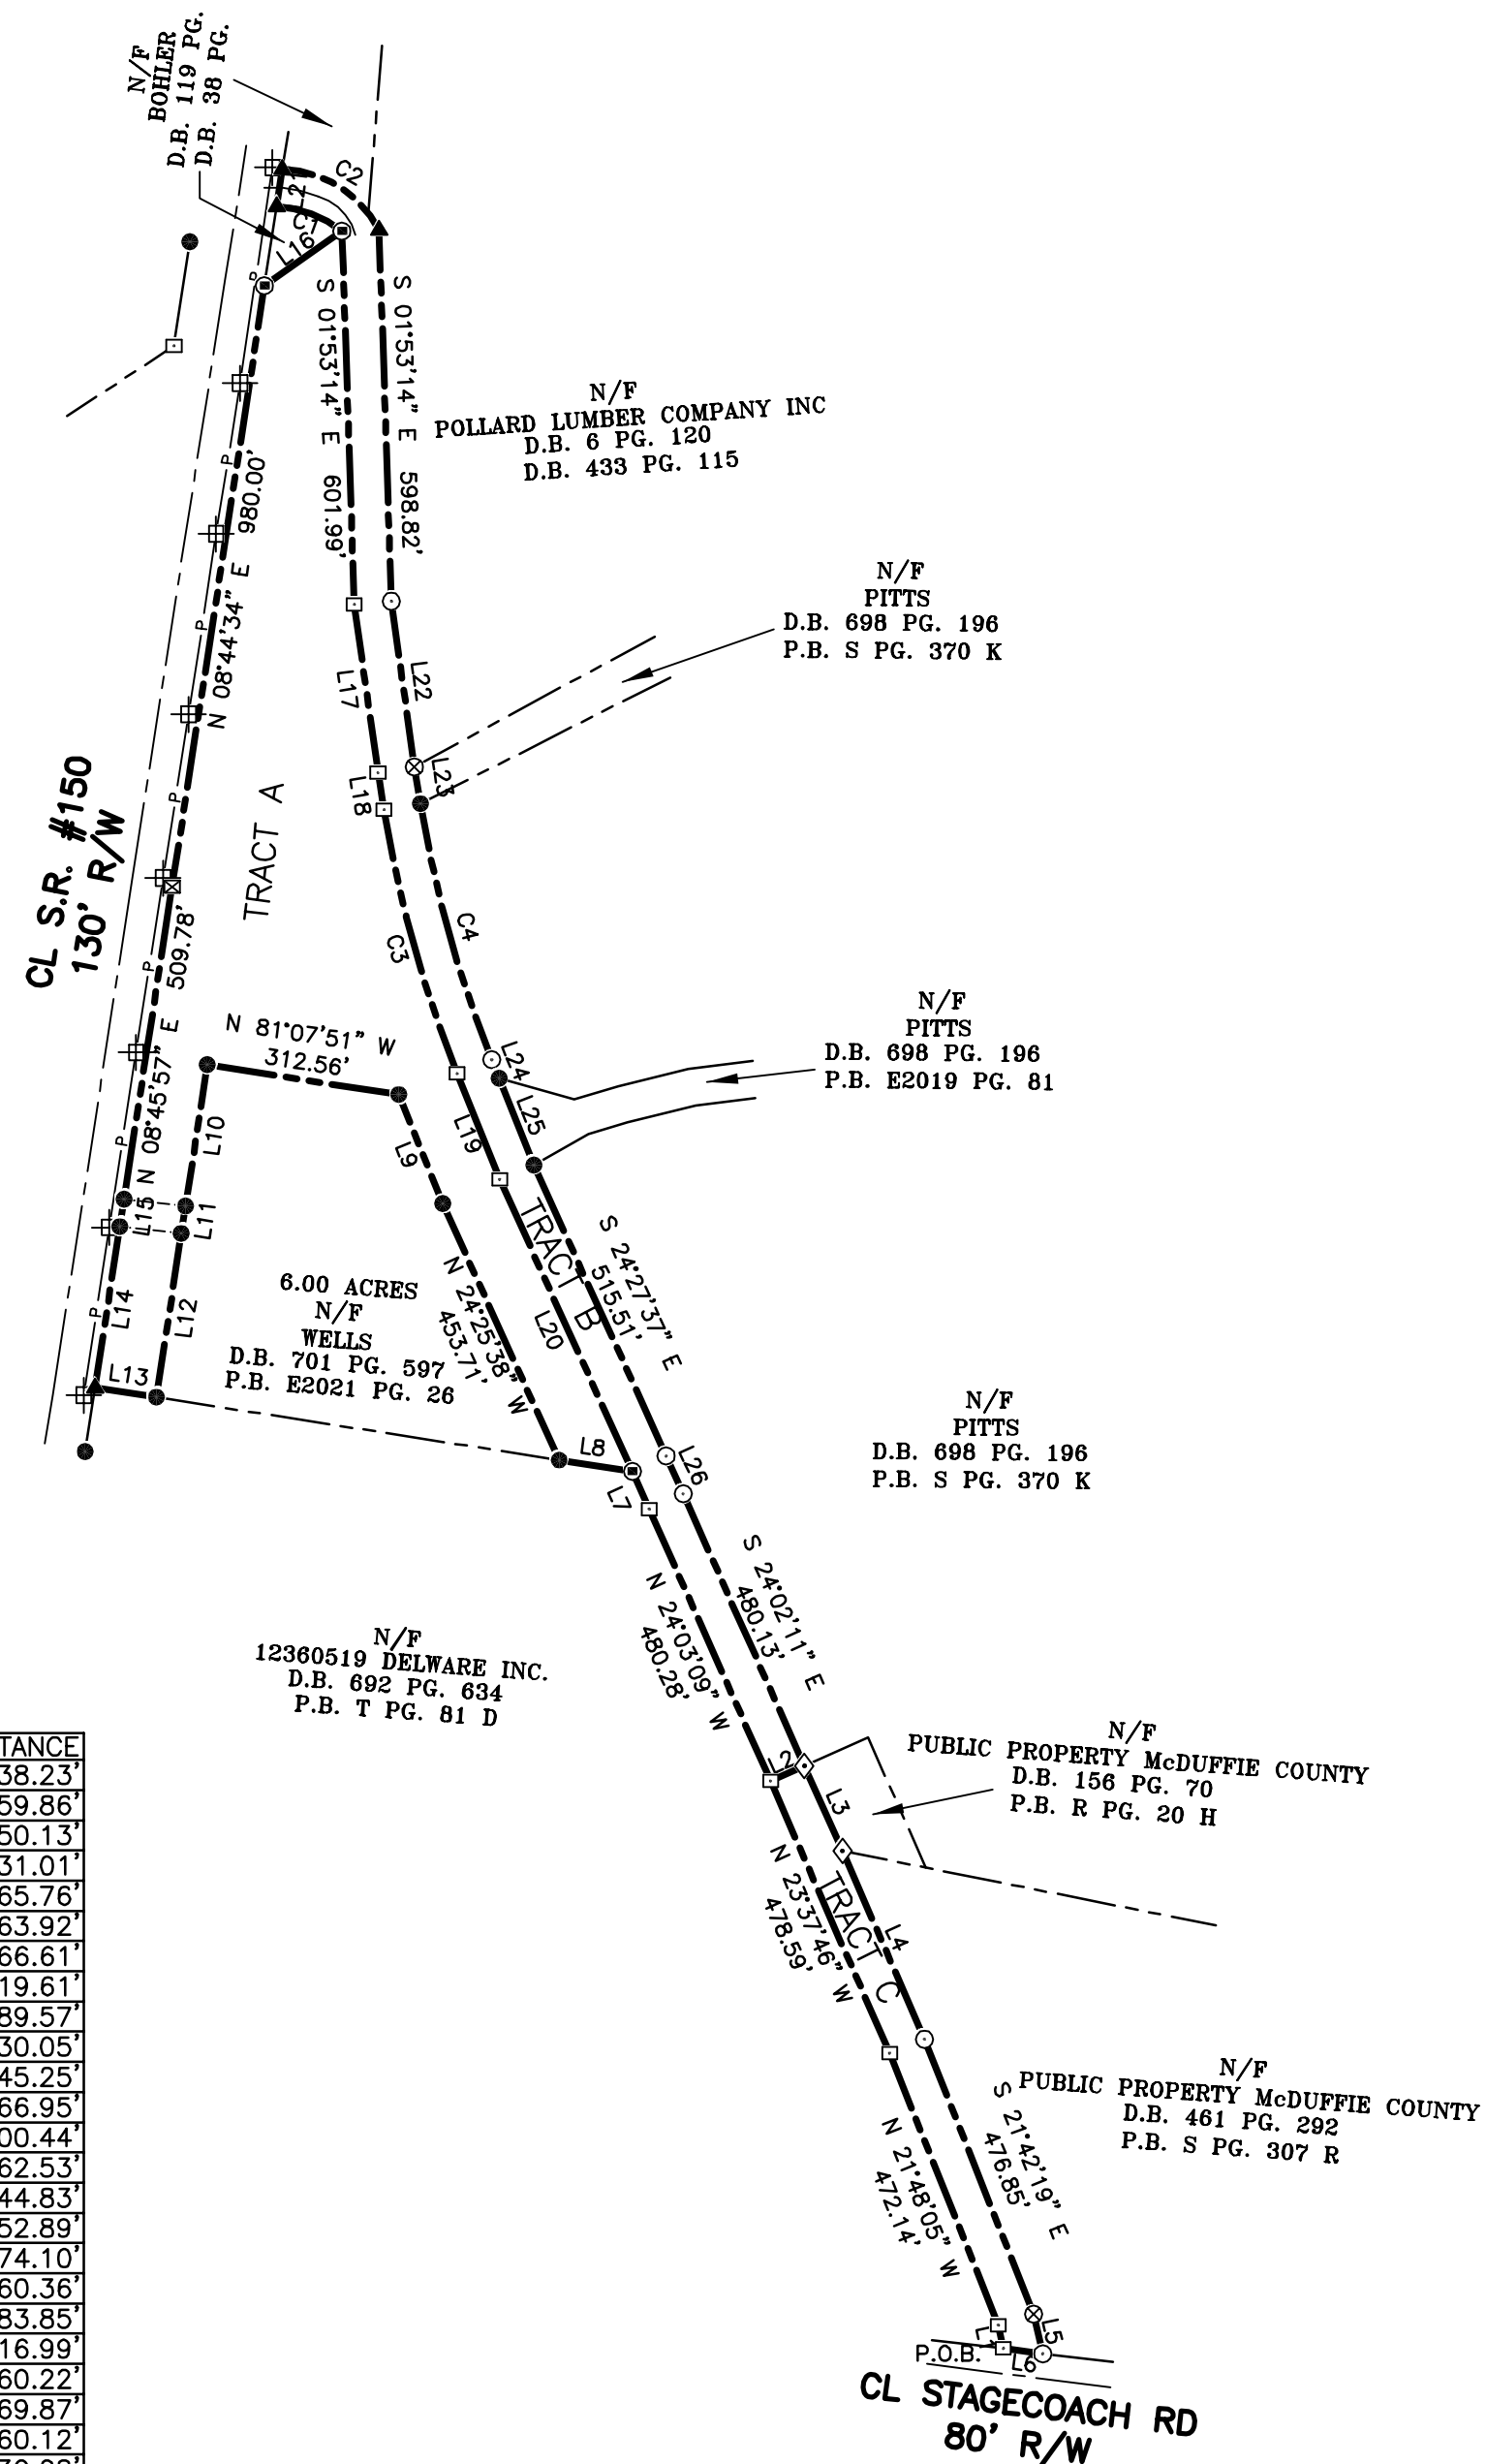 N/F
BOHLER
D.B. 119 PG.
D.B. 38 PG.
C2
C1
L16
P
S 01°53'14" E 601.99'
S 01°53'14" E 598.82'
N/F
POLLARD LUMBER COMPANY INC
D.B. 6 PG. 120
D.B. 433 PG. 115
P
N 08°44'34" E 980.00'
P
N/F
PITTS
D.B. 698 PG. 196
P.B. S PG. 370 K
L17
L22
L18
L23
CL S.R. #150
130' R/W
P
TRACT A
C3
C4
P
N 08°45'57" E 509.78'
N 81°07'51" W
312.56'
N/F
PITTS
D.B. 698 PG. 196
P.B. E2019 PG. 81
L24
L25
L9
L19
L10
P
L15
L11
TRACT B
S 24°27'37" E
515.51'
L14
P
L12
L13
6.00 ACRES
N/F
WELLS
D.B. 701 PG. 597
P.B. E2021 PG. 26
N 24°25'38" W
453.71'
L20
L8
L7
L26
N/F
PITTS
D.B. 698 PG. 196
P.B. S PG. 370 K
N 24°03'09" W
480.28'
S 24°02'11" E
480.13'
N/F
12360519 DELWARE INC.
D.B. 692 PG. 634
P.B. T PG. 81 D
L2
L3
N/F
PUBLIC PROPERTY McDUFFIE COUNTY
D.B. 156 PG. 70
P.B. R PG. 20 H
N 23°37'46" W
478.59'
TRACT C
L4
N/F
PUBLIC PROPERTY McDUFFIE COUNTY
D.B. 461 PG. 292
P.B. S PG. 307 R
N 21°48'05" W
472.14'
S 21°42'19" E
476.85'
L5
P.O.B.
L6
CL STAGECOACH RD
80' R/W
TANCE
38.23'
59.86'
50.13'
31.01'
65.76'
63.92'
66.61'
19.61'
89.57'
30.05'
45.25'
66.95'
00.44'
62.53'
44.83'
52.89'
74.10'
60.36'
83.85'
16.99'
60.22'
69.87'
60.12'